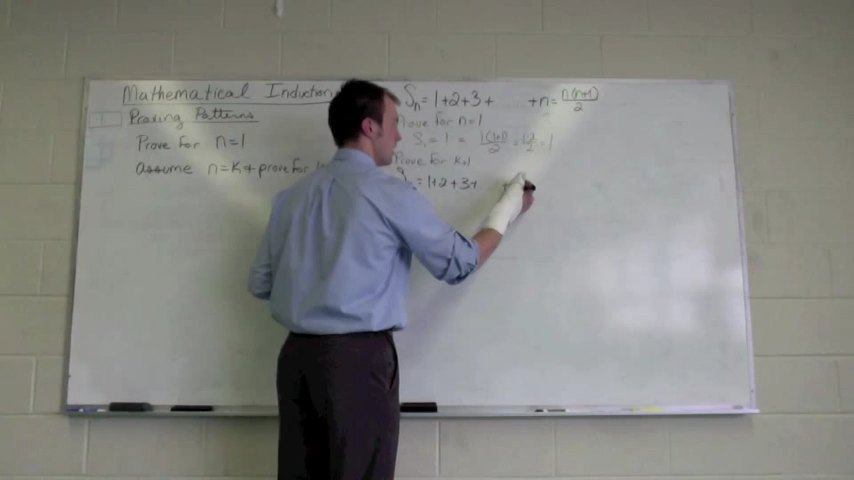 Mathematical Induction
Proving Patterns
Prove for n=1
Assume n=k + prove for
Sn = 1+2+3+ +n = n(n+1)/2
Prove for n=1
S1 = 1 = 1(1+1)/2 = 1·2/2 = 1
Prove for k+1
= 1+2+3+